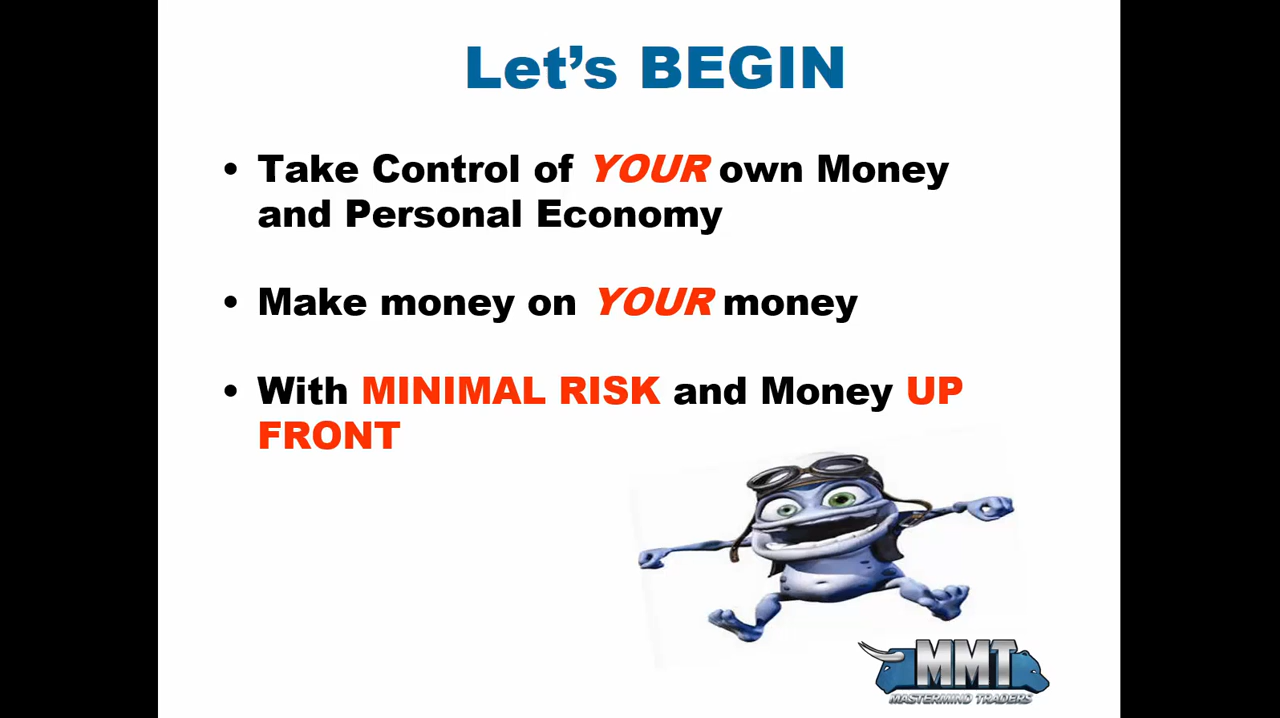 Let’s BEGIN
• Take Control of YOUR own Money
and Personal Economy
• Make money on YOUR money
• With MINIMAL RISK and Money UP
FRONT
MMT
MASTERMIND TRADERS